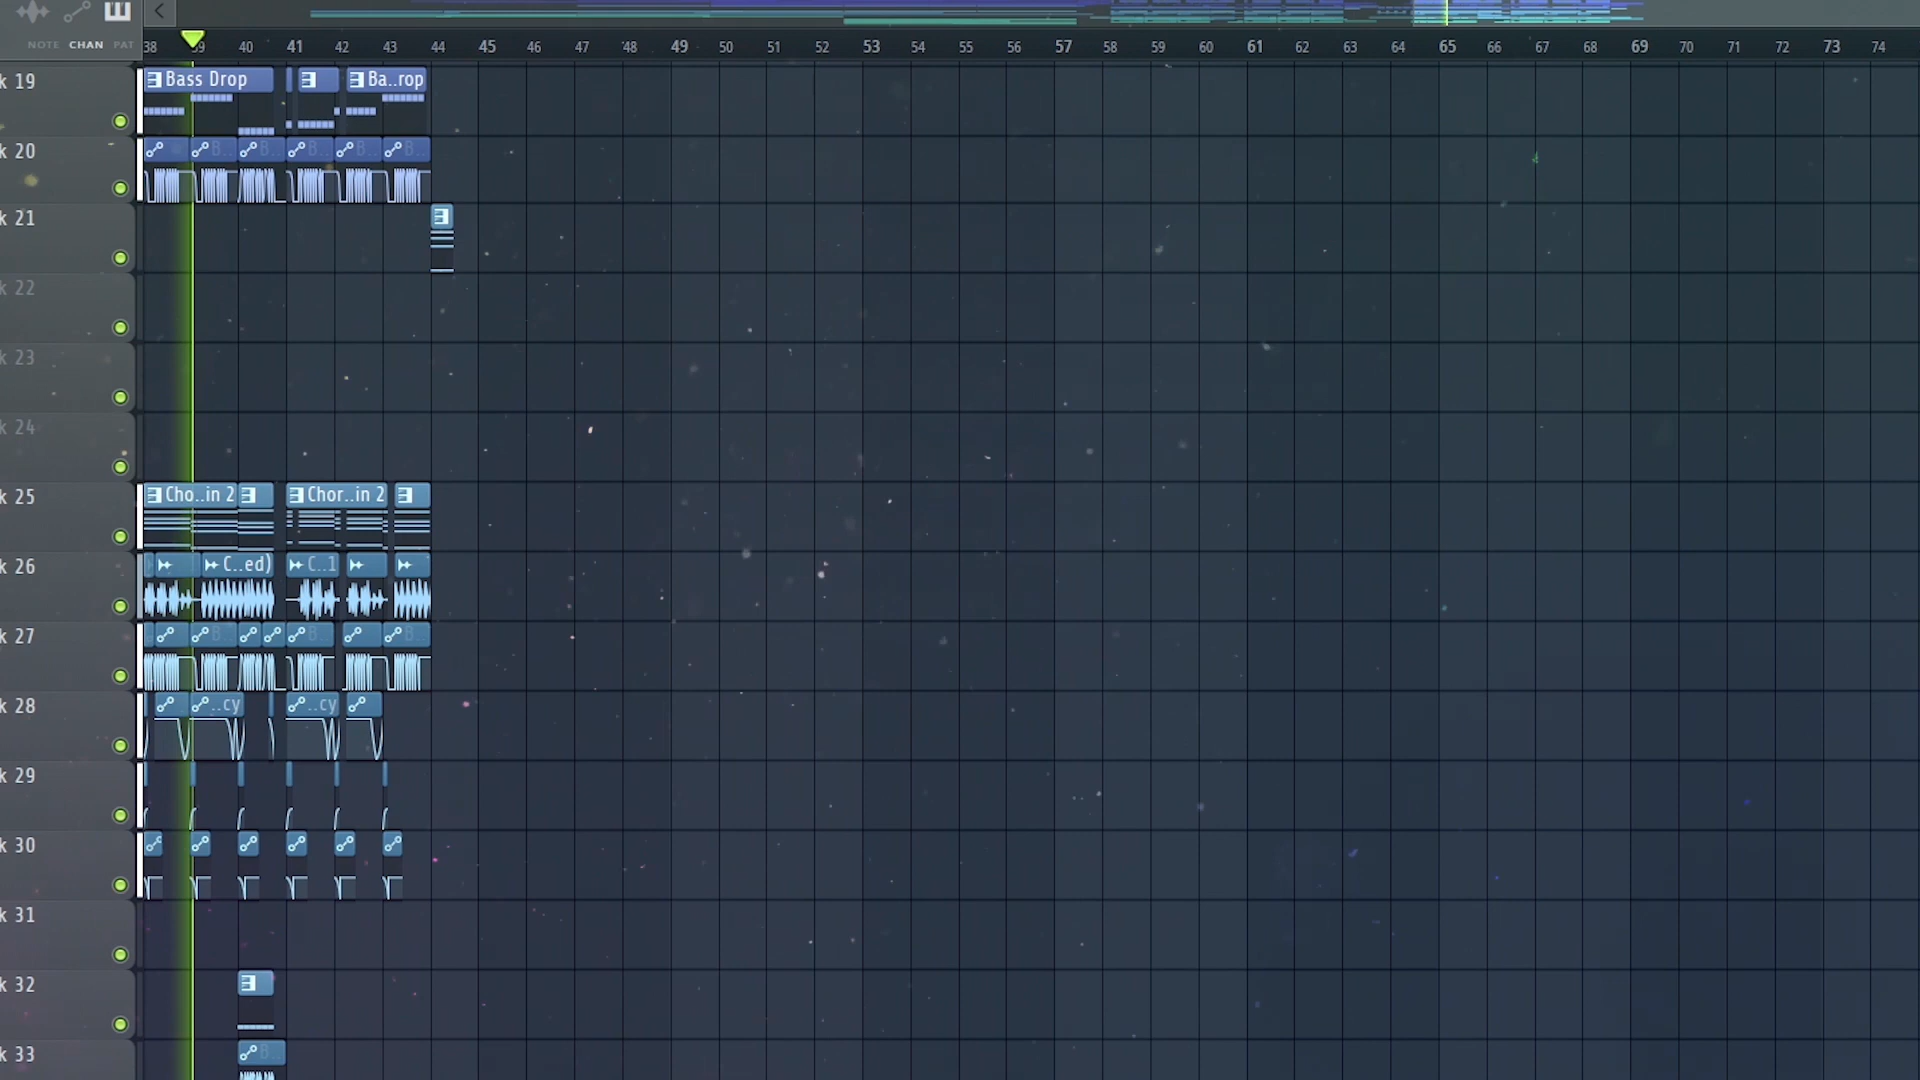 NOTE CHAN PAT
38 39 40 41 42 43 44 45 46 47 48 49 50 51 52 53 54 55 56 57 58 59 60 61 62 63 64 65 66 67 68 69 70 71 72 73 74
k 19
Bass Drop
Ba..rop
k 20
B.. B.. B.. B.. B..
k 21
k 22
k 23
k 24
k 25
Cho..in 2
Chor..in 2
k 26
C..ed)
C..1
k 27
B.. B.. B..
k 28
..cy
..cy
k 29
k 30
k 31
k 32
k 33
B..